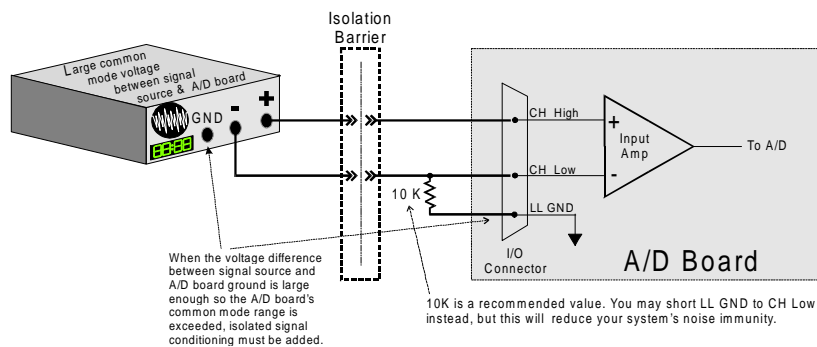 Isolation
Barrier
Large common
mode voltage
between signal
source & A/D board
GND
-
+
88:88
CH High
+
Input
Amp
To A/D
CH Low
-
10 K
LL GND
I/O
Connector
A/D Board
When the voltage difference
between signal source and
A/D board ground is large
enough so the A/D board's
common mode range is
exceeded, isolated signal
conditioning must be added.
10K is a recommended value. You may short LL GND to CH Low
instead, but this will reduce your system's noise immunity.